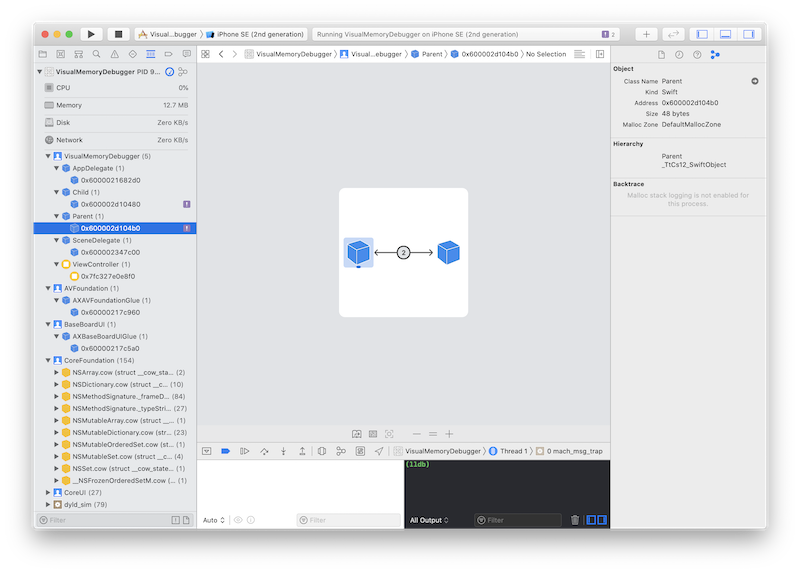 Visual...bugger
iPhone SE (2nd generation)
Running VisualMemoryDebugger on iPhone SE (2nd generation)
2
VisualMemoryDebugger
Visual...ebugger
Parent
0x600002d104b0
No Selection
VisualMemoryDebugger PID 9...
CPU
0%
Memory
12.7 MB
Disk
Zero KB/s
Network
Zero KB/s
VisualMemoryDebugger (5)
AppDelegate (1)
0x6000021682d0
Child (1)
0x600002d10480
Parent (1)
0x600002d104b0
SceneDelegate (1)
0x600002347c00
ViewController (1)
0x7fc327e0e8f0
AVFoundation (1)
AXAVFoundationGlue (1)
0x60000217c960
BaseBoardUI (1)
AXBaseBoardUIGlue (1)
0x60000217c5a0
CoreFoundation (154)
NSArray.cow (struct __cow_sta... (2)
NSDictionary.cow (struct __c... (10)
NSMethodSignature._frameD... (84)
NSMethodSignature._typeStri... (27)
NSMutableArray.cow (struct __... (1)
NSMutableDictionary.cow (stru... (23)
NSMutableOrderedSet.cow (st... (1)
NSMutableSet.cow (struct __c... (4)
NSSet.cow (struct __cow_state... (1)
__NSFrozenOrderedSetM.cow (... (1)
CoreUI (27)
dyld_sim (79)
Filter
2
VisualMemoryDebugger
Thread 1
0 mach_msg_trap
(lldb)
Auto
Filter
All Output
Filter
Object
Class Name Parent
Kind Swift
Address 0x600002d104b0
Size 48 bytes
Malloc Zone DefaultMallocZone
Hierarchy
Parent
_TtCs12_SwiftObject
Backtrace
Malloc stack logging is not enabled for
this process.